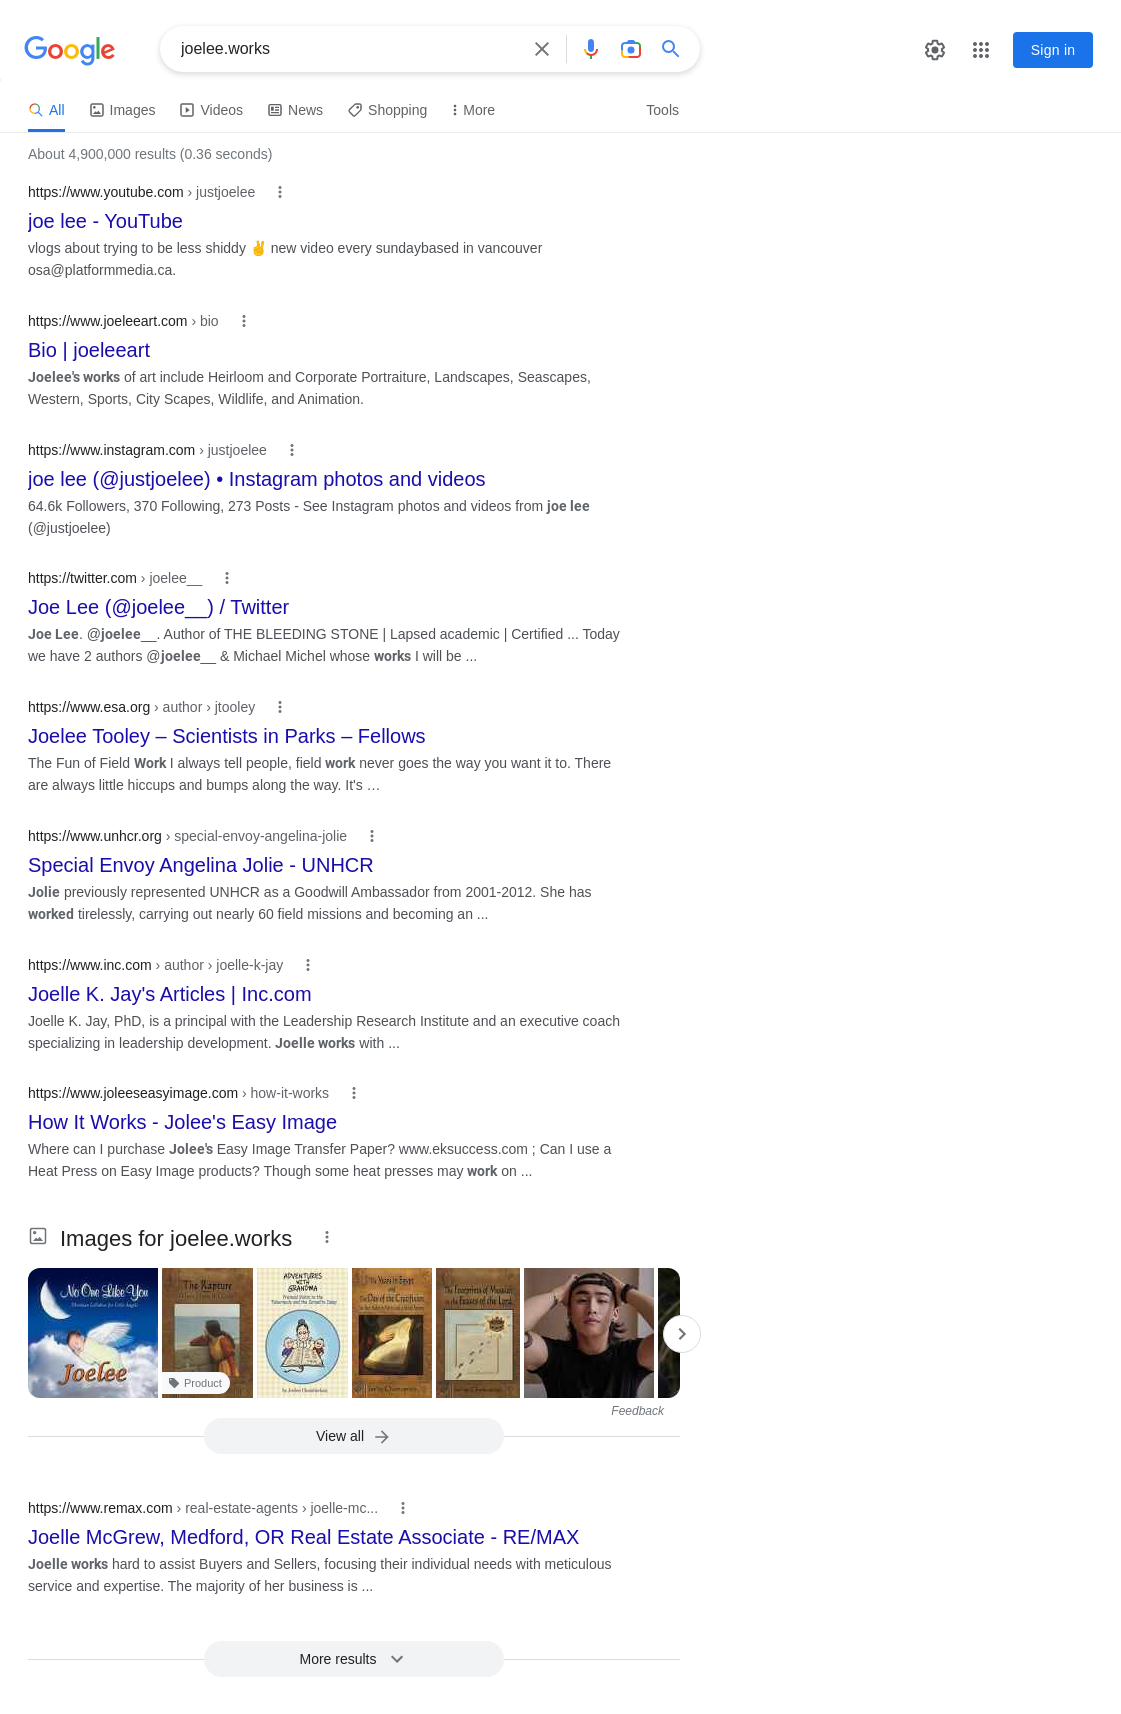 Google
joelee.works
Sign in
All
Images
Videos
News
Shopping
More
Tools
About 4,900,000 results (0.36 seconds)
https://www.youtube.com › justjoelee
joe lee - YouTube
vlogs about trying to be less shiddy ✌️ new video every sundaybased in vancouver
osa@platformmedia.ca.
https://www.joeleeart.com › bio
Bio | joeleeart
Joelee's works of art include Heirloom and Corporate Portraiture, Landscapes, Seascapes,
Western, Sports, City Scapes, Wildlife, and Animation.
https://www.instagram.com › justjoelee
joe lee (@justjoelee) • Instagram photos and videos
64.6k Followers, 370 Following, 273 Posts - See Instagram photos and videos from joe lee
(@justjoelee)
https://twitter.com › joelee__
Joe Lee (@joelee__) / Twitter
Joe Lee. @joelee__. Author of THE BLEEDING STONE | Lapsed academic | Certified ... Today
we have 2 authors @joelee__ & Michael Michel whose works I will be ...
https://www.esa.org › author › jtooley
Joelee Tooley – Scientists in Parks – Fellows
The Fun of Field Work I always tell people, field work never goes the way you want it to. There
are always little hiccups and bumps along the way. It's …
https://www.unhcr.org › special-envoy-angelina-jolie
Special Envoy Angelina Jolie - UNHCR
Jolie previously represented UNHCR as a Goodwill Ambassador from 2001-2012. She has
worked tirelessly, carrying out nearly 60 field missions and becoming an ...
https://www.inc.com › author › joelle-k-jay
Joelle K. Jay's Articles | Inc.com
Joelle K. Jay, PhD, is a principal with the Leadership Research Institute and an executive coach
specializing in leadership development. Joelle works with ...
https://www.joleeseasyimage.com › how-it-works
How It Works - Jolee's Easy Image
Where can I purchase Jolee's Easy Image Transfer Paper? www.eksuccess.com ; Can I use a
Heat Press on Easy Image products? Though some heat presses may work on ...
Images for joelee.works
No One Like You
Joelee
The Rapture
ADVENTURES
WITH
GRANDMA
Product
Feedback
View all
https://www.remax.com › real-estate-agents › joelle-mc...
Joelle McGrew, Medford, OR Real Estate Associate - RE/MAX
Joelle works hard to assist Buyers and Sellers, focusing their individual needs with meticulous
service and expertise. The majority of her business is ...
More results